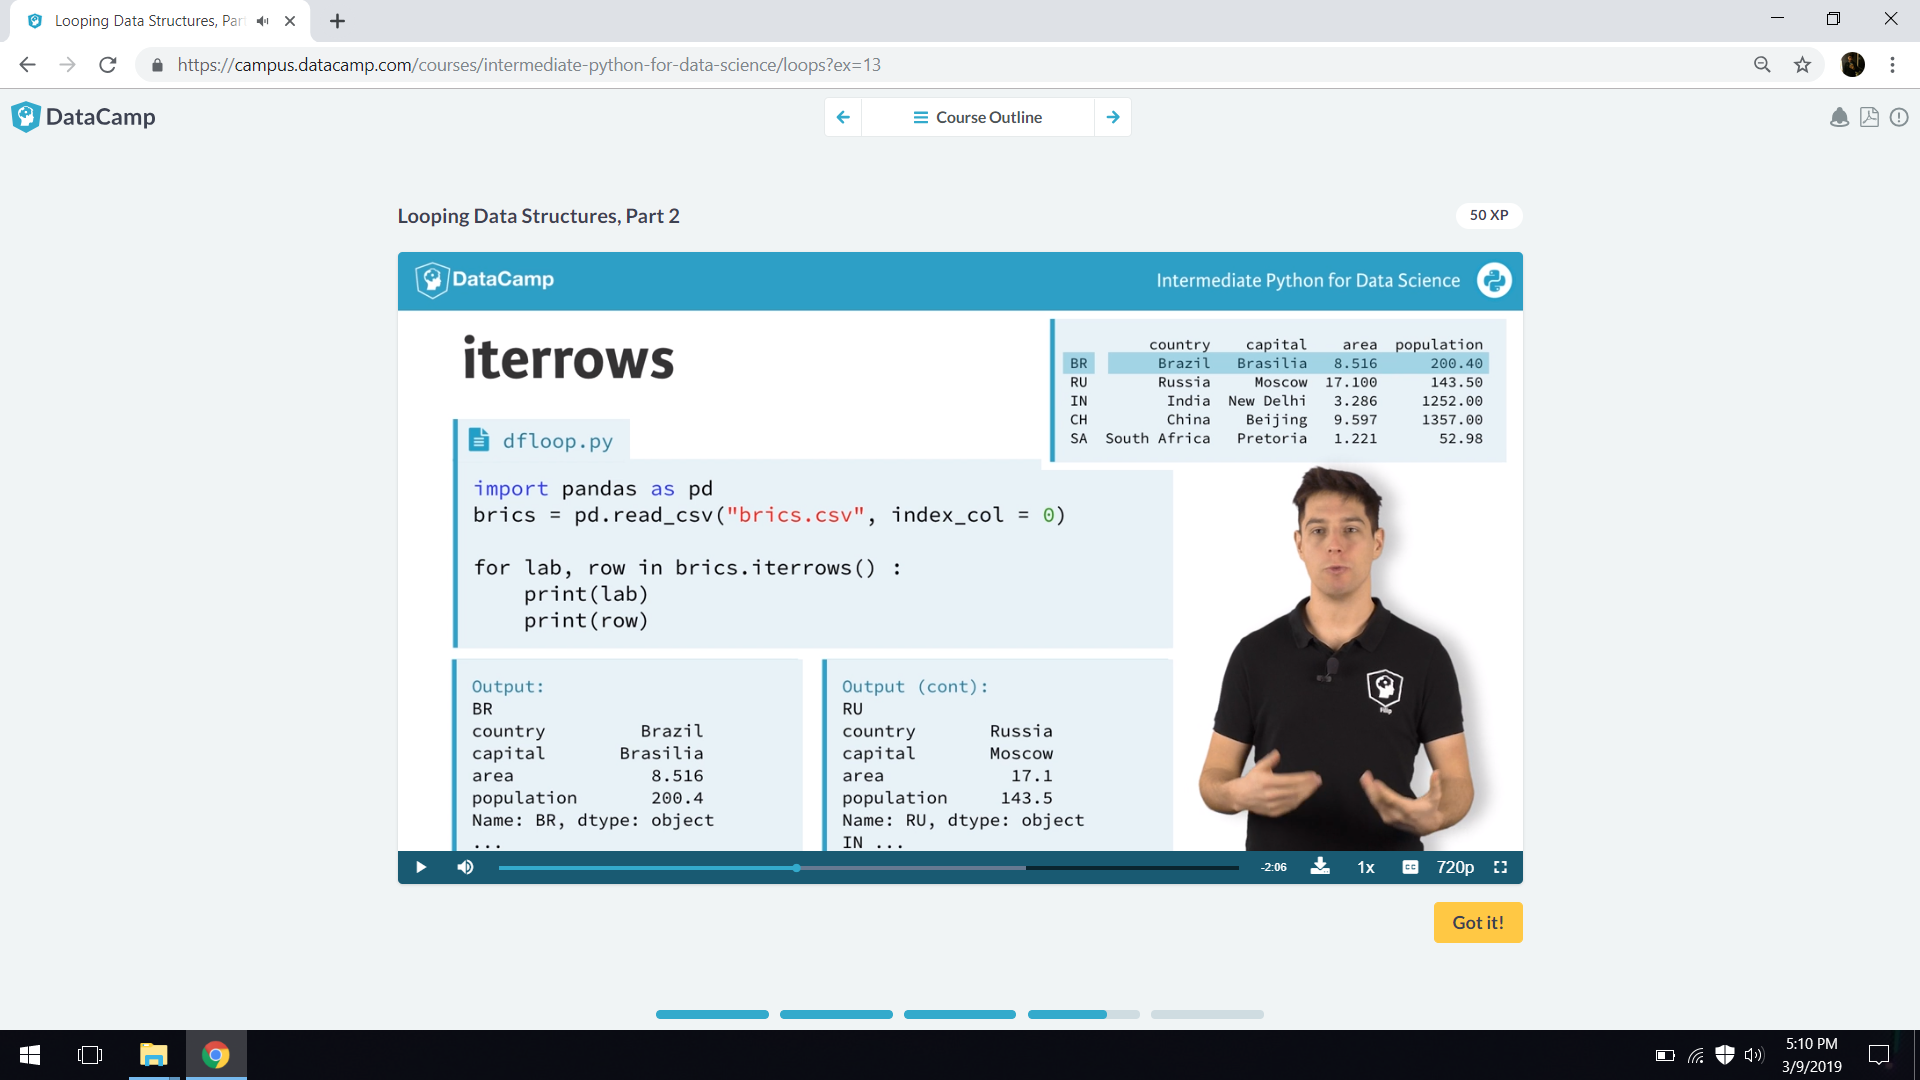 Looping Data Structures, Par
https://campus.datacamp.com/courses/intermediate-python-for-data-science/loops?ex=13
DataCamp
Course Outline
Looping Data Structures, Part 2
50 XP
DataCamp
Intermediate Python for Data Science
iterrows
country capital area population
BR Brazil Brasilia 8.516 200.40
RU Russia Moscow 17.100 143.50
IN India New Delhi 3.286 1252.00
CH China Beijing 9.597 1357.00
SA South Africa Pretoria 1.221 52.98
dfloop.py
import pandas as pd
brics = pd.read_csv("brics.csv", index_col = 0)
for lab, row in brics.iterrows() :
print(lab)
print(row)
Output:
BR
country Brazil
capital Brasilia
area 8.516
population 200.4
Name: BR, dtype: object
...
Output (cont):
RU
country Russia
capital Moscow
area 17.1
population 143.5
Name: RU, dtype: object
IN ...
Filip
-2:06
1x
CC
720p
Got it!
5:10 PM
3/9/2019